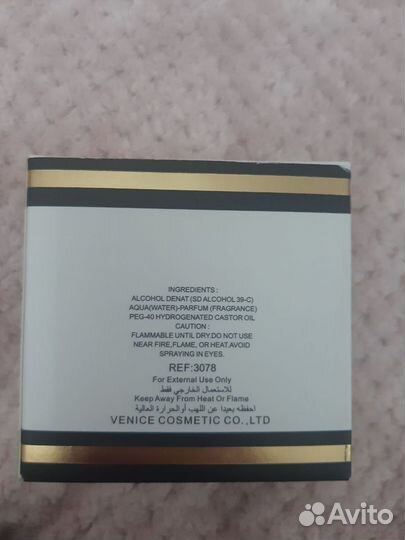 INGREDIENTS :
ALCOHOL DENAT (SD ALCOHOL 39-C)
AQUA(WATER)-PARFUM (FRAGRANCE)
PEG-40 HYDROGENATED CASTOR OIL
CAUTION :
FLAMMABLE UNTIL DRY.DO NOT USE
NEAR FIRE,FLAME, OR HEAT.AVOID
SPRAYING IN EYES.
REF:3078
For External Use Only
للاستعمال الخارجي فقط
Keep Away From Heat Or Flame
احفظه بعيدا عن اللهب أو الحرارة العالية
VENICE COSMETIC CO.,LTD
Avito